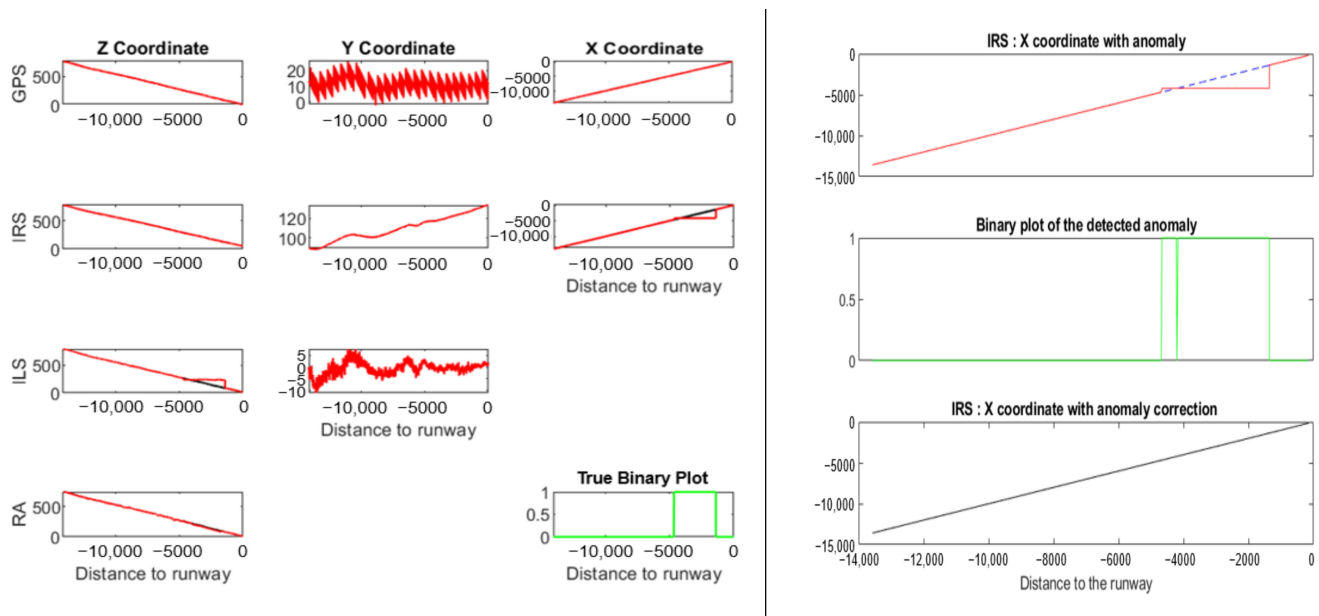 Z Coordinate
Y Coordinate
X Coordinate
GPS
500
0
−10,000 −5000 0
20
10
0
−10,000 −5000 0
0
−5000
−10,000
−10,000 −5000 0
IRS
500
0
−10,000 −5000 0
120
100
−10,000 −5000 0
0
−5000
−10,000
−10,000 −5000 0
Distance to runway
ILS
500
0
−10,000 −5000 0
5
0
−5
−10
−10,000 −5000 0
Distance to runway
RA
500
0
−10,000 −5000 0
Distance to runway
True Binary Plot
1
0.5
0
−10,000 −5000 0
Distance to runway
IRS : X coordinate with anomaly
0
−5000
−10,000
−15,000
Binary plot of the detected anomaly
1
0.5
0
IRS : X coordinate with anomaly correction
0
−5000
−10,000
−15,000
−14,000 −12,000 −10,000 −8000 −6000 −4000 −2000 0
Distance to the runway